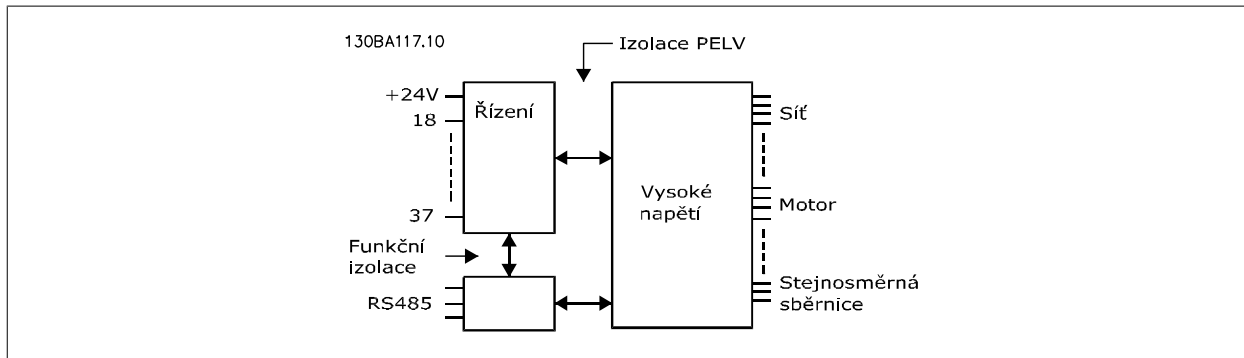 130BA117.10
Izolace PELV
+24V
Řízení
18
Síť
Vysoké
napětí
37
Motor
Funkční
izolace
RS485
Stejnosměrná
sběrnice